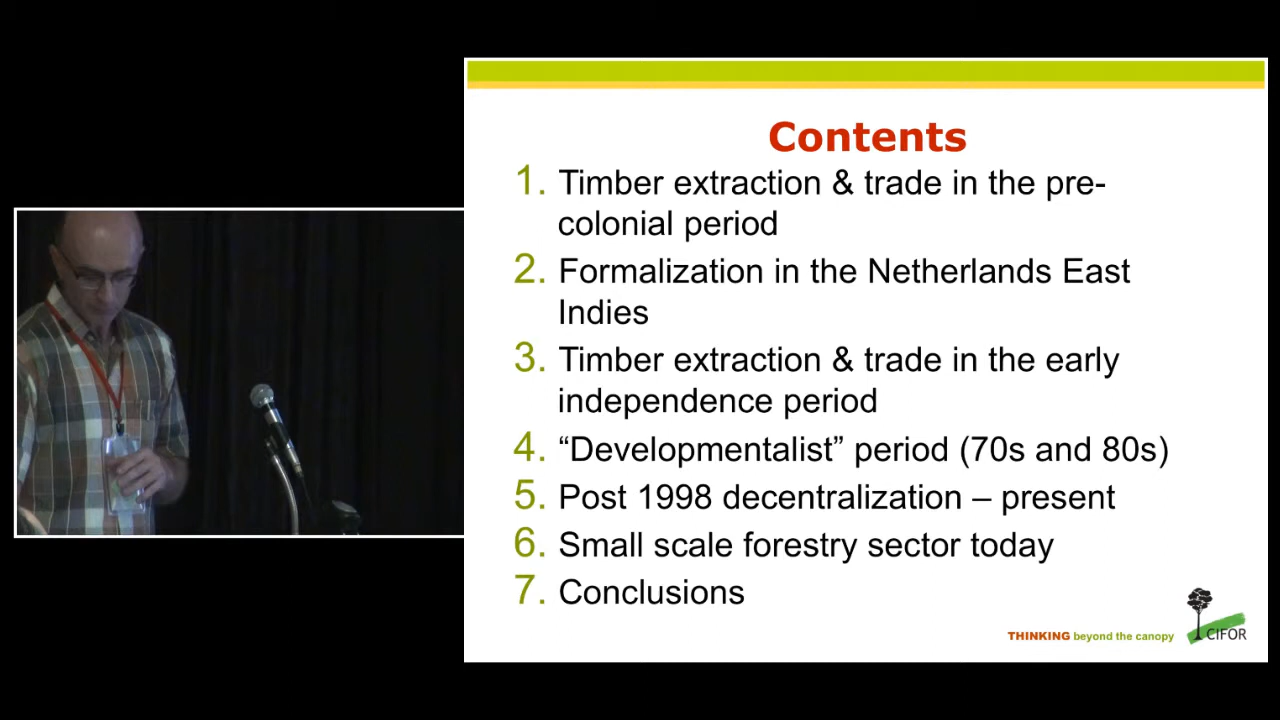 Contents
1. Timber extraction & trade in the pre-
colonial period
2. Formalization in the Netherlands East
Indies
3. Timber extraction & trade in the early
independence period
4. “Developmentalist” period (70s and 80s)
5. Post 1998 decentralization – present
6. Small scale forestry sector today
7. Conclusions
THINKING beyond the canopy
CIFOR